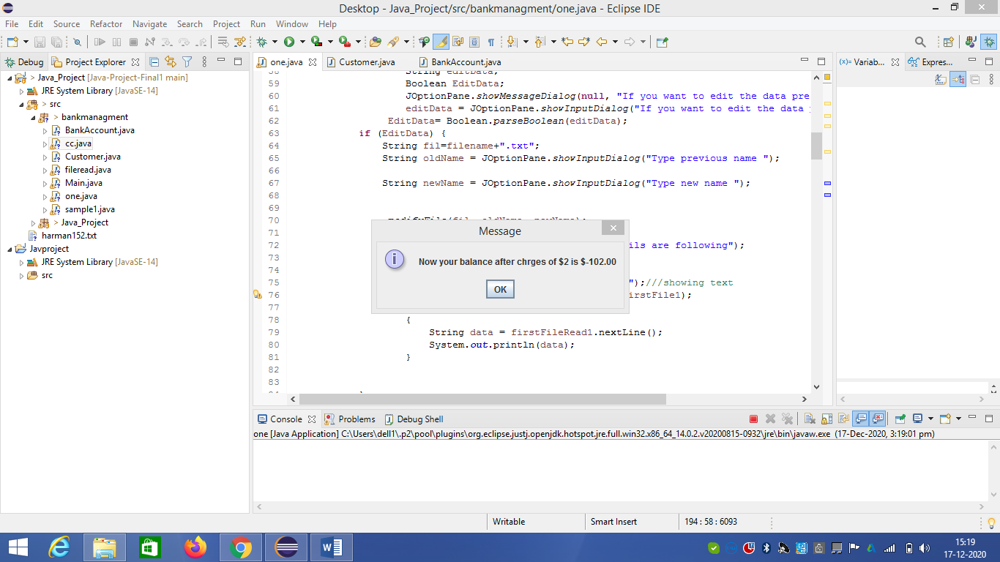 Desktop - Java_Project/src/bankmanagment/one.java - Eclipse IDE
File Edit Source Refactor Navigate Search Project Run Window Help
Debug Project Explorer
> Java_Project [Java-Project-Final1 main]
JRE System Library [JavaSE-14]
> src
> bankmanagment
BankAccount.java
cc.java
Customer.java
fileread.java
Main.java
one.java
sample1.java
> Java_Project
harman152.txt
Javproject
JRE System Library [JavaSE-14]
src
one.java Customer.java BankAccount.java
58 String editData;
59 Boolean EditData;
60 JOptionPane.showMessageDialog(null, "If you want to edit the data pre
61 editData = JOptionPane.showInputDialog("If you want to edit the data
62 EditData= Boolean.parseBoolean(editData);
63 if (EditData) {
64 String fil=filename+".txt";
65 String oldName = JOptionPane.showInputDialog("Type previous name ");
66
67 String newName = JOptionPane.showInputDialog("Type new name ");
68
69
70 modifyFile(fil, oldName, newName);
71
72 ils are following");
73
74
75 ");///showing text
76 irstFile1);
77
78 {
79 String data = firstFileRead1.nextLine();
80 System.out.println(data);
81 }
82
83
84 }
Message
Now your balance after chrges of $2 is $-102.00
OK
(x)= Variab... Expres...
Console Problems Debug Shell
one [Java Application] C:\Users\dell1\.p2\pool\plugins\org.eclipse.justj.openjdk.hotspot.jre.full.win32.x86_64_14.0.2.v20200815-0932\jre\bin\javaw.exe (17-Dec-2020, 3:19:01 pm)
Writable Smart Insert 194 : 58 : 6093
15:19
17-12-2020